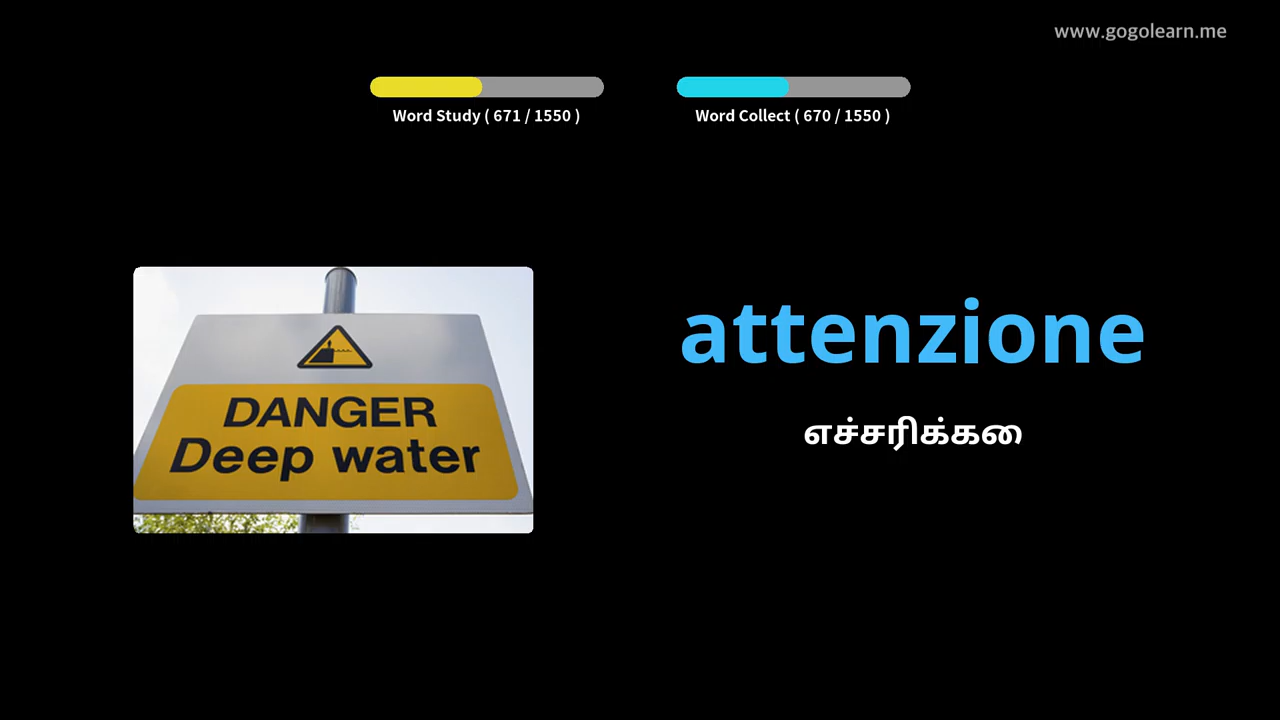 www.gogolearn.me
Word Study ( 671 / 1550 )
Word Collect ( 670 / 1550 )
DANGER
Deep water
attenzione
எச்சரிக்கை